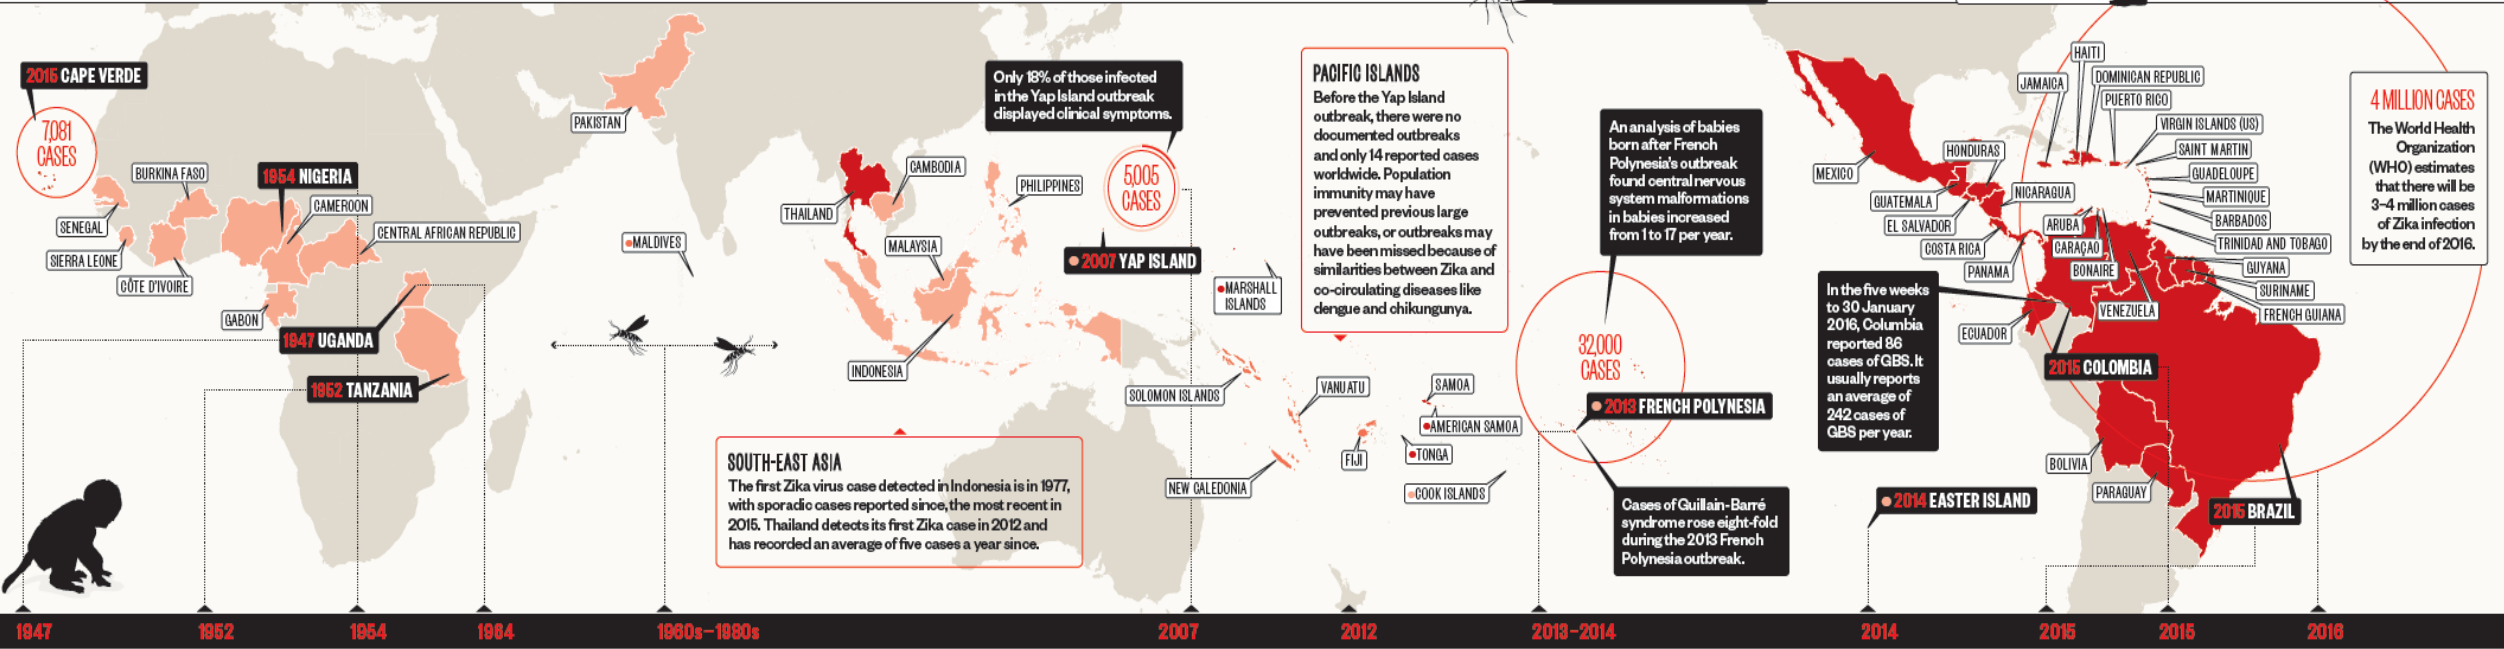 2015 CAPE VERDE
7,081
CASES
SENEGAL
SIERRA LEONE
BURKINA FASO
CÔTE D'IVOIRE
1954 NIGERIA
CAMEROON
CENTRAL AFRICAN REPUBLIC
GABON
1947 UGANDA
1952 TANZANIA
PAKISTAN
MALDIVES
Only 18% of those infected
in the Yap Island outbreak
displayed clinical symptoms.
5,005
CASES
2007 YAP ISLAND
THAILAND
CAMBODIA
PHILIPPINES
MALAYSIA
INDONESIA
SOUTH-EAST ASIA
The first Zika virus case detected in Indonesia is in 1977,
with sporadic cases reported since, the most recent in
2015. Thailand detects its first Zika case in 2012 and
has recorded an average of five cases a year since.
MARSHALL
ISLANDS
SOLOMON ISLANDS
NEW CALEDONIA
VANUATU
FIJI
SAMOA
AMERICAN SAMOA
TONGA
COOK ISLANDS
PACIFIC ISLANDS
Before the Yap Island
outbreak, there were no
documented outbreaks
and only 14 reported cases
worldwide. Population
immunity may have
prevented previous large
outbreaks, or outbreaks may
have been missed because of
similarities between Zika and
co-circulating diseases like
dengue and chikungunya.
An analysis of babies
born after French
Polynesia's outbreak
found central nervous
system malformations
in babies increased
from 1 to 17 per year.
32,000
CASES
2013 FRENCH POLYNESIA
Cases of Guillain-Barré
syndrome rose eight-fold
during the 2013 French
Polynesia outbreak.
In the five weeks
to 30 January
2016, Columbia
reported 86
cases of GBS. It
usually reports
an average of
242 cases of
GBS per year.
2014 EASTER ISLAND
MEXICO
GUATEMALA
EL SALVADOR
HONDURAS
NICARAGUA
COSTA RICA
PANAMA
ECUADOR
JAMAICA
HAITI
DOMINICAN REPUBLIC
PUERTO RICO
VIRGIN ISLANDS (US)
SAINT MARTIN
GUADELOUPE
MARTINIQUE
BARBADOS
TRINIDAD AND TOBAGO
ARUBA
CARAÇAO
BONAIRE
VENEZUELA
GUYANA
SURINAME
FRENCH GUIANA
2015 COLOMBIA
BOLIVIA
PARAGUAY
2015 BRAZIL
4 MILLION CASES
The World Health
Organization
(WHO) estimates
that there will be
3–4 million cases
of Zika infection
by the end of 2016.
1947
1952
1954
1964
1960s–1980s
2007
2012
2013–2014
2014
2015
2015
2016